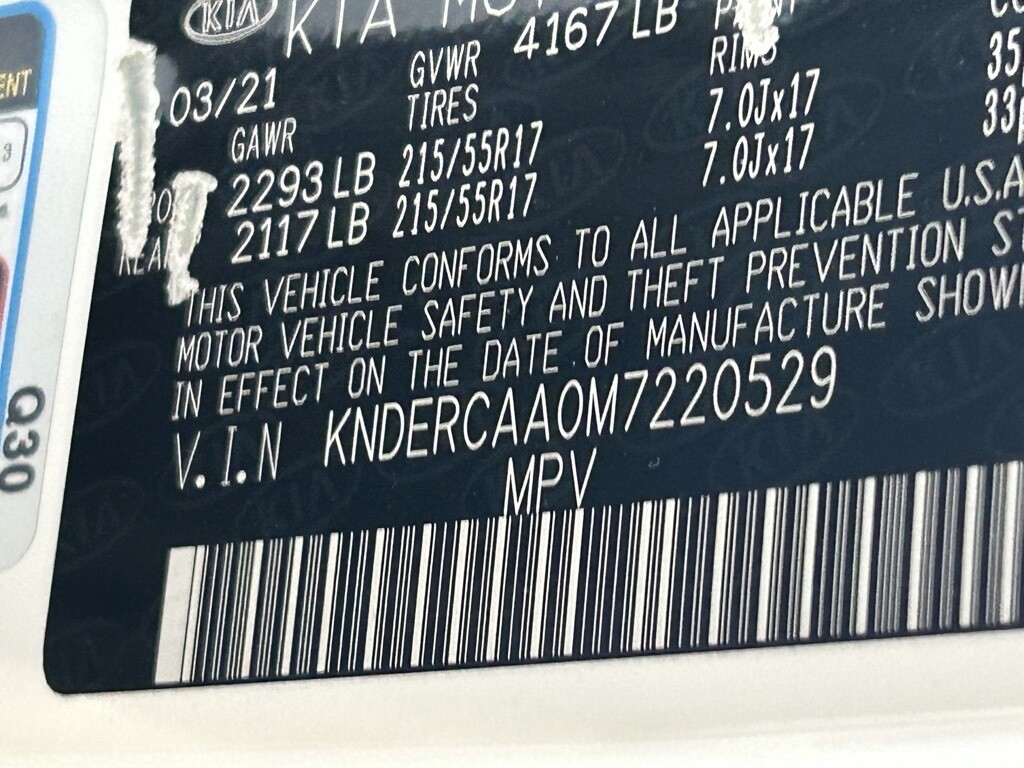 KIA KIA
03/21 GVWR 4167 LB
GAWR TIRES RIMS
2293 LB 215/55R17 7.0Jx17 35
REAR 2117 LB 215/55R17 7.0Jx17 33
THIS VEHICLE CONFORMS TO ALL APPLICABLE U.S.A
MOTOR VEHICLE SAFETY AND THEFT PREVENTION
IN EFFECT ON THE DATE OF MANUFACTURE
V.I.N KNDERCAA0M7220529
MPV
Q30